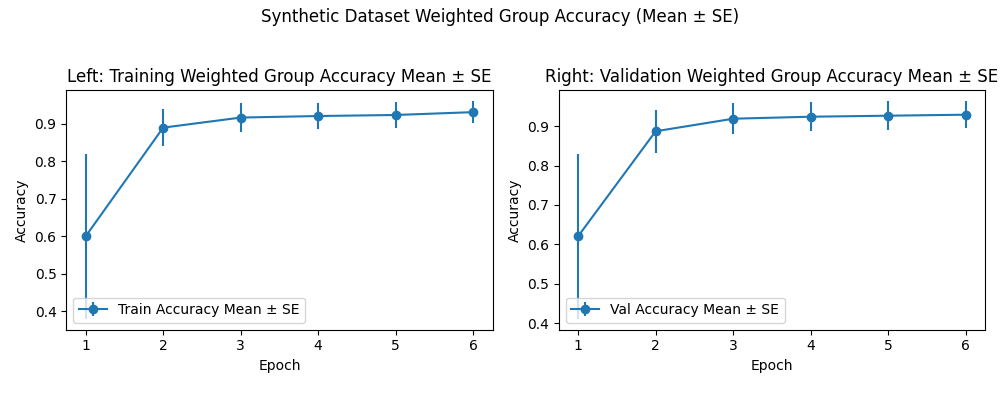 Synthetic Dataset Weighted Group Accuracy (Mean ± SE)
Left: Training Weighted Group Accuracy Mean ± SE
Accuracy
0.9
0.8
0.7
0.6
0.5
0.4
Train Accuracy Mean ± SE
1 2 3 4 5 6
Epoch
Right: Validation Weighted Group Accuracy Mean ± SE
Accuracy
0.9
0.8
0.7
0.6
0.5
0.4
Val Accuracy Mean ± SE
1 2 3 4 5 6
Epoch